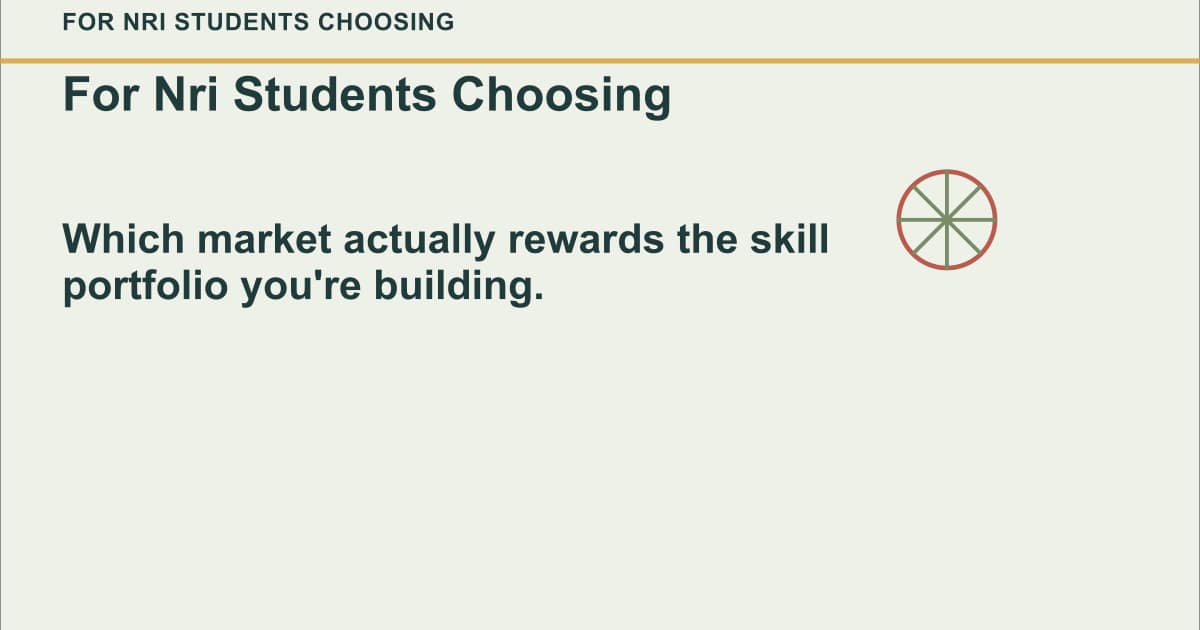 FOR NRI STUDENTS CHOOSING
For Nri Students Choosing
Which market actually rewards the skill
portfolio you're building.